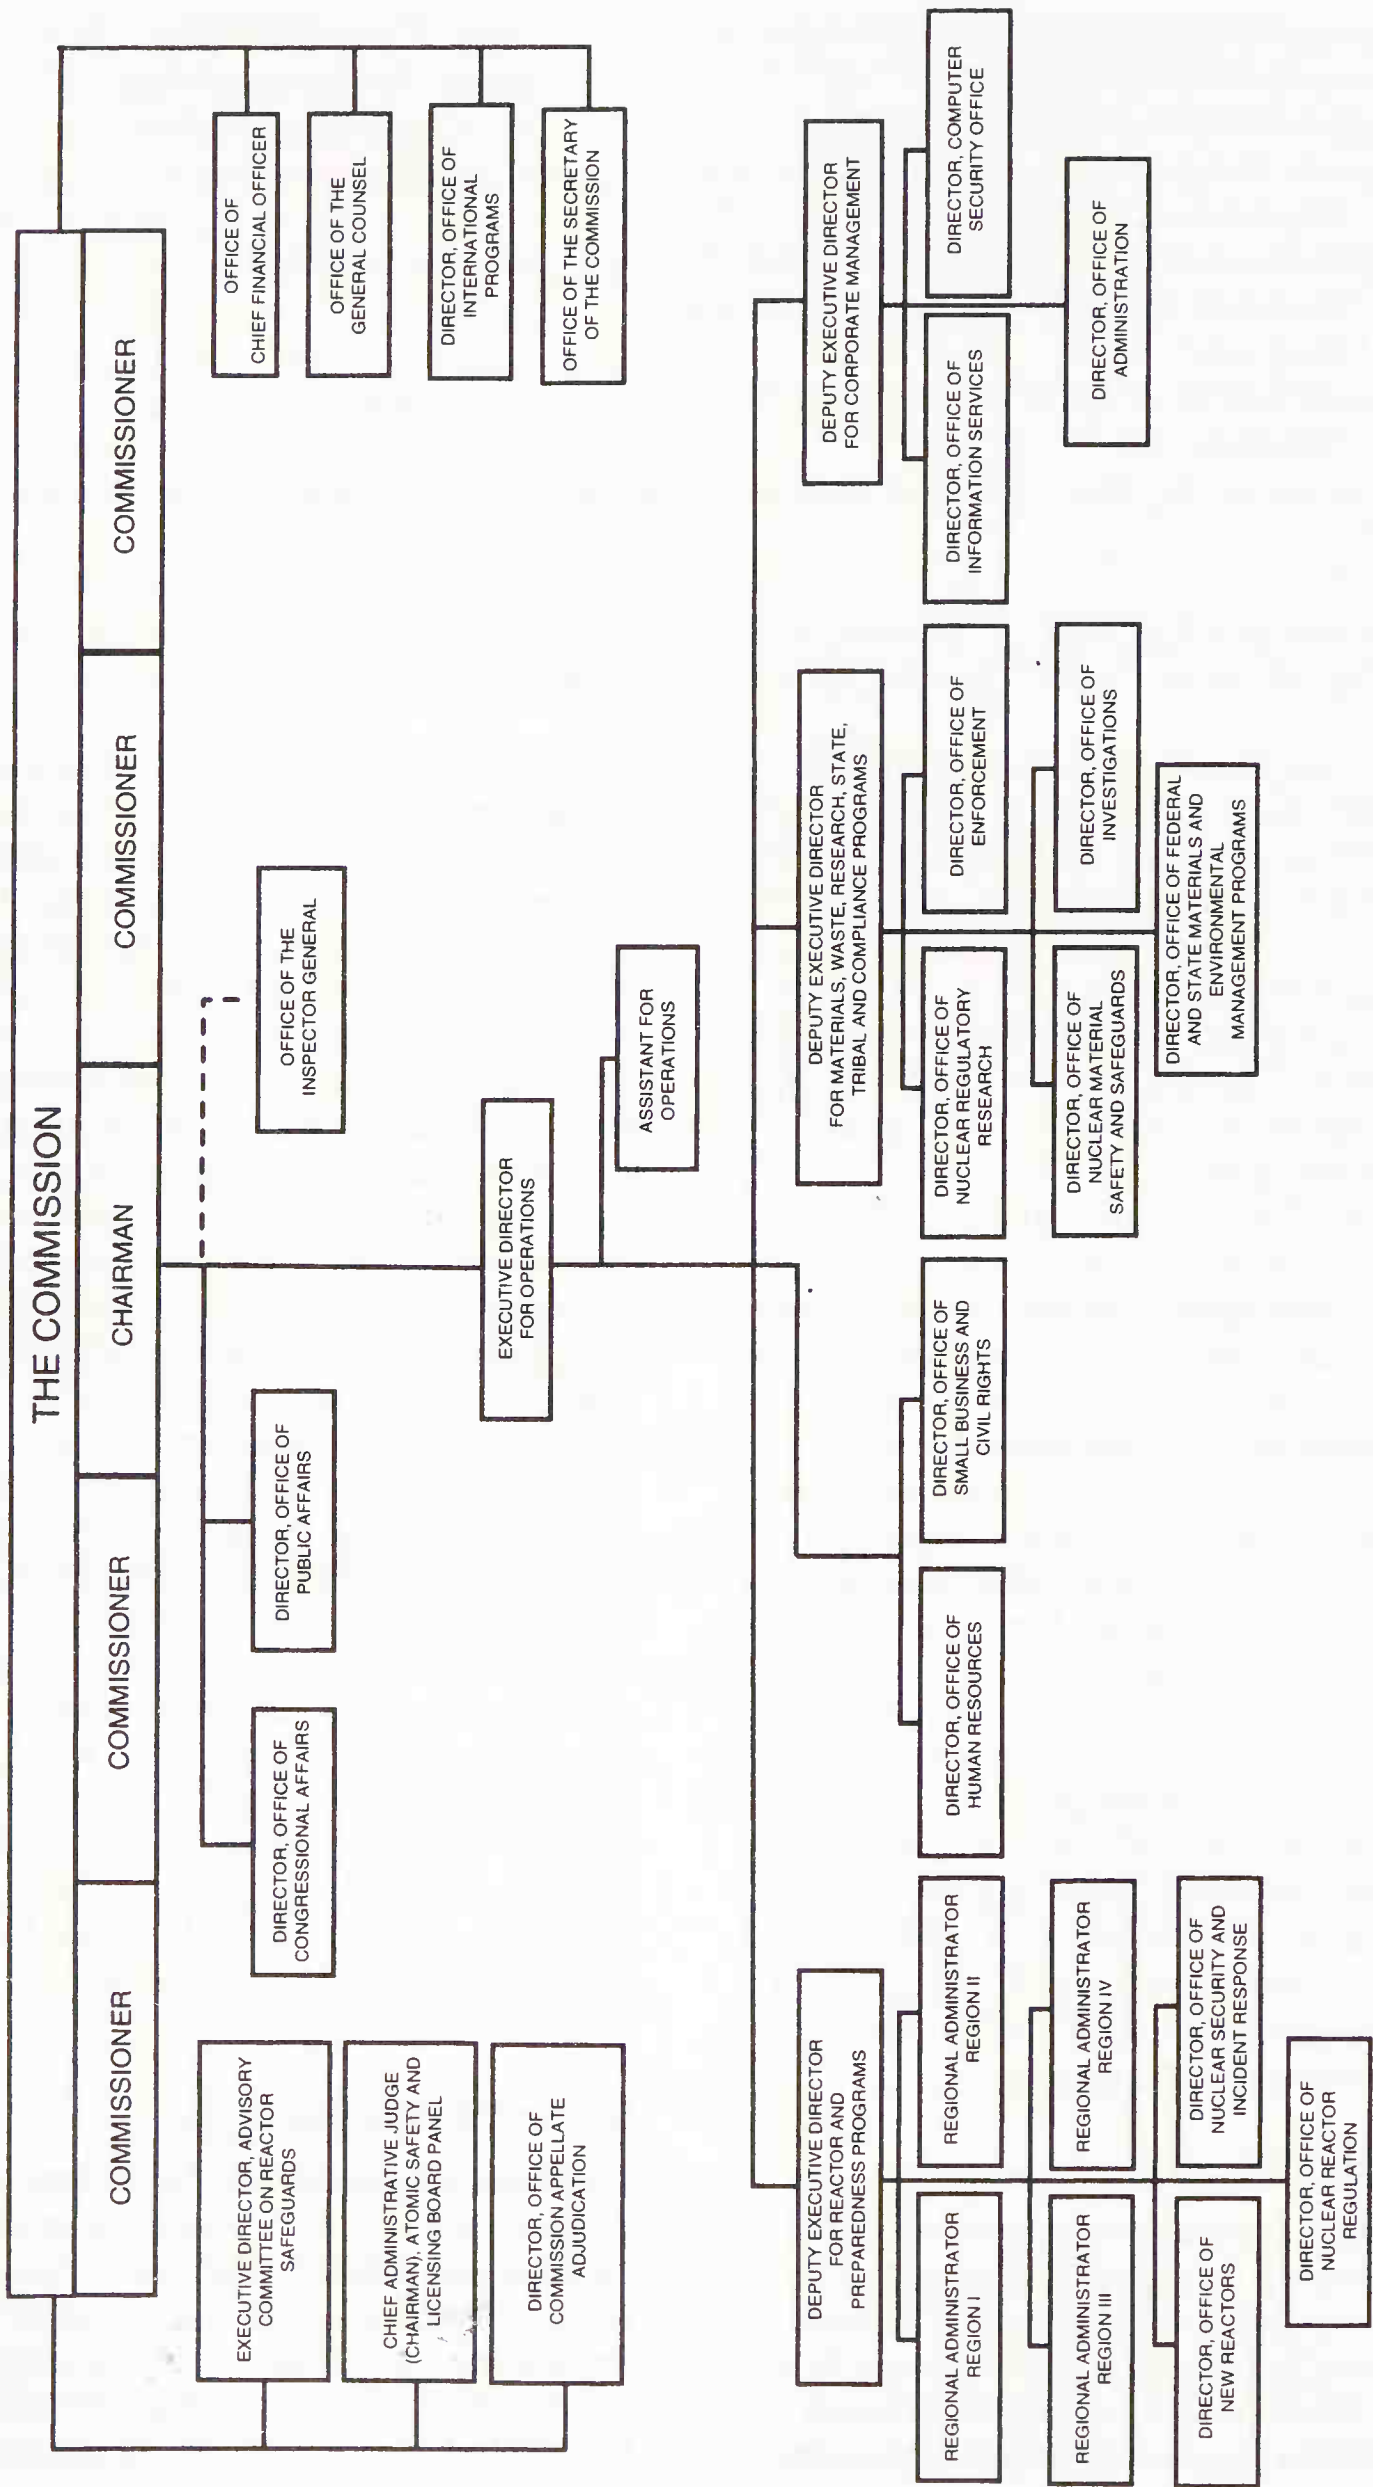 THE COMMISSION
COMMISSIONER
COMMISSIONER
CHAIRMAN
COMMISSIONER
COMMISSIONER
EXECUTIVE DIRECTOR, ADVISORY
COMMITTEE ON REACTOR
SAFEGUARDS
CHIEF ADMINISTRATIVE JUDGE
(CHAIRMAN), ATOMIC SAFETY AND
LICENSING BOARD PANEL
DIRECTOR, OFFICE OF
COMMISSION APPELLATE
ADJUDICATION
DIRECTOR, OFFICE OF
CONGRESSIONAL AFFAIRS
DIRECTOR, OFFICE OF
PUBLIC AFFAIRS
OFFICE OF THE
INSPECTOR GENERAL
OFFICE OF
CHIEF FINANCIAL OFFICER
OFFICE OF THE
GENERAL COUNSEL
DIRECTOR, OFFICE OF
INTERNATIONAL
PROGRAMS
OFFICE OF THE SECRETARY
OF THE COMMISSION
EXECUTIVE DIRECTOR
FOR OPERATIONS
ASSISTANT FOR
OPERATIONS
DEPUTY EXECUTIVE DIRECTOR
FOR REACTOR AND
PREPAREDNESS PROGRAMS
REGIONAL ADMINISTRATOR
REGION I
REGIONAL ADMINISTRATOR
REGION II
REGIONAL ADMINISTRATOR
REGION III
REGIONAL ADMINISTRATOR
REGION IV
DIRECTOR, OFFICE OF
NEW REACTORS
DIRECTOR, OFFICE OF
NUCLEAR SECURITY AND
INCIDENT RESPONSE
DIRECTOR, OFFICE OF
NUCLEAR REACTOR
REGULATION
DIRECTOR, OFFICE OF
HUMAN RESOURCES
DIRECTOR, OFFICE OF
SMALL BUSINESS AND
CIVIL RIGHTS
DEPUTY EXECUTIVE DIRECTOR
FOR MATERIALS, WASTE, RESEARCH, STATE,
TRIBAL AND COMPLIANCE PROGRAMS
DIRECTOR, OFFICE OF
NUCLEAR REGULATORY
RESEARCH
DIRECTOR, OFFICE OF
ENFORCEMENT
DIRECTOR, OFFICE OF
NUCLEAR MATERIAL
SAFETY AND SAFEGUARDS
DIRECTOR, OFFICE OF
INVESTIGATIONS
DIRECTOR, OFFICE OF FEDERAL
AND STATE MATERIALS AND
ENVIRONMENTAL
MANAGEMENT PROGRAMS
DEPUTY EXECUTIVE DIRECTOR
FOR CORPORATE MANAGEMENT
DIRECTOR, OFFICE OF
INFORMATION SERVICES
DIRECTOR, COMPUTER
SECURITY OFFICE
DIRECTOR, OFFICE OF
ADMINISTRATION